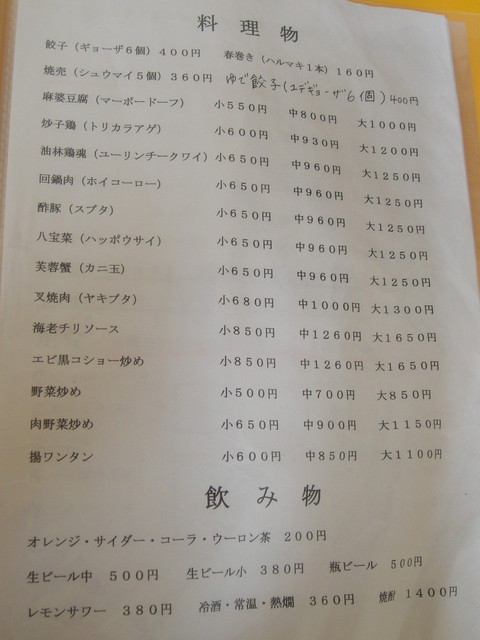 料理物
餃子（ギョーザ6個）400円　春巻き（ハルマキ1本）160円
焼売（シュウマイ5個）360円　ゆで餃子（ユデギョーザ6個）400円
麻婆豆腐（マーボードーフ）　小550円　中800円　大1000円
炒子鶏（トリカラアゲ）　小600円　中930円　大1200円
油林鶏魂（ユーリンチークワイ）　小650円　中960円　大1250円
回鍋肉（ホイコーロー）　小650円　中960円　大1250円
酢豚（スブタ）　小650円　中960円　大1250円
八宝菜（ハッポウサイ）　小650円　中960円　大1250円
芙蓉蟹（カニ玉）　小650円　中960円　大1250円
叉焼肉（ヤキブタ）　小680円　中1000円　大1300円
海老チリソース　小850円　中1260円　大1650円
エビ黒コショー炒め　小850円　中1260円　大1650円
野菜炒め　小500円　中700円　大850円
肉野菜炒め　小650円　中900円　大1150円
揚ワンタン　小600円　中850円　大1100円
飲み物
オレンジ・サイダー・コーラ・ウーロン茶　200円
生ビール中　500円　生ビール小　380円　瓶ビール　500円
レモンサワー　380円　冷酒・常温・熱燗　360円　焼酎　1400円